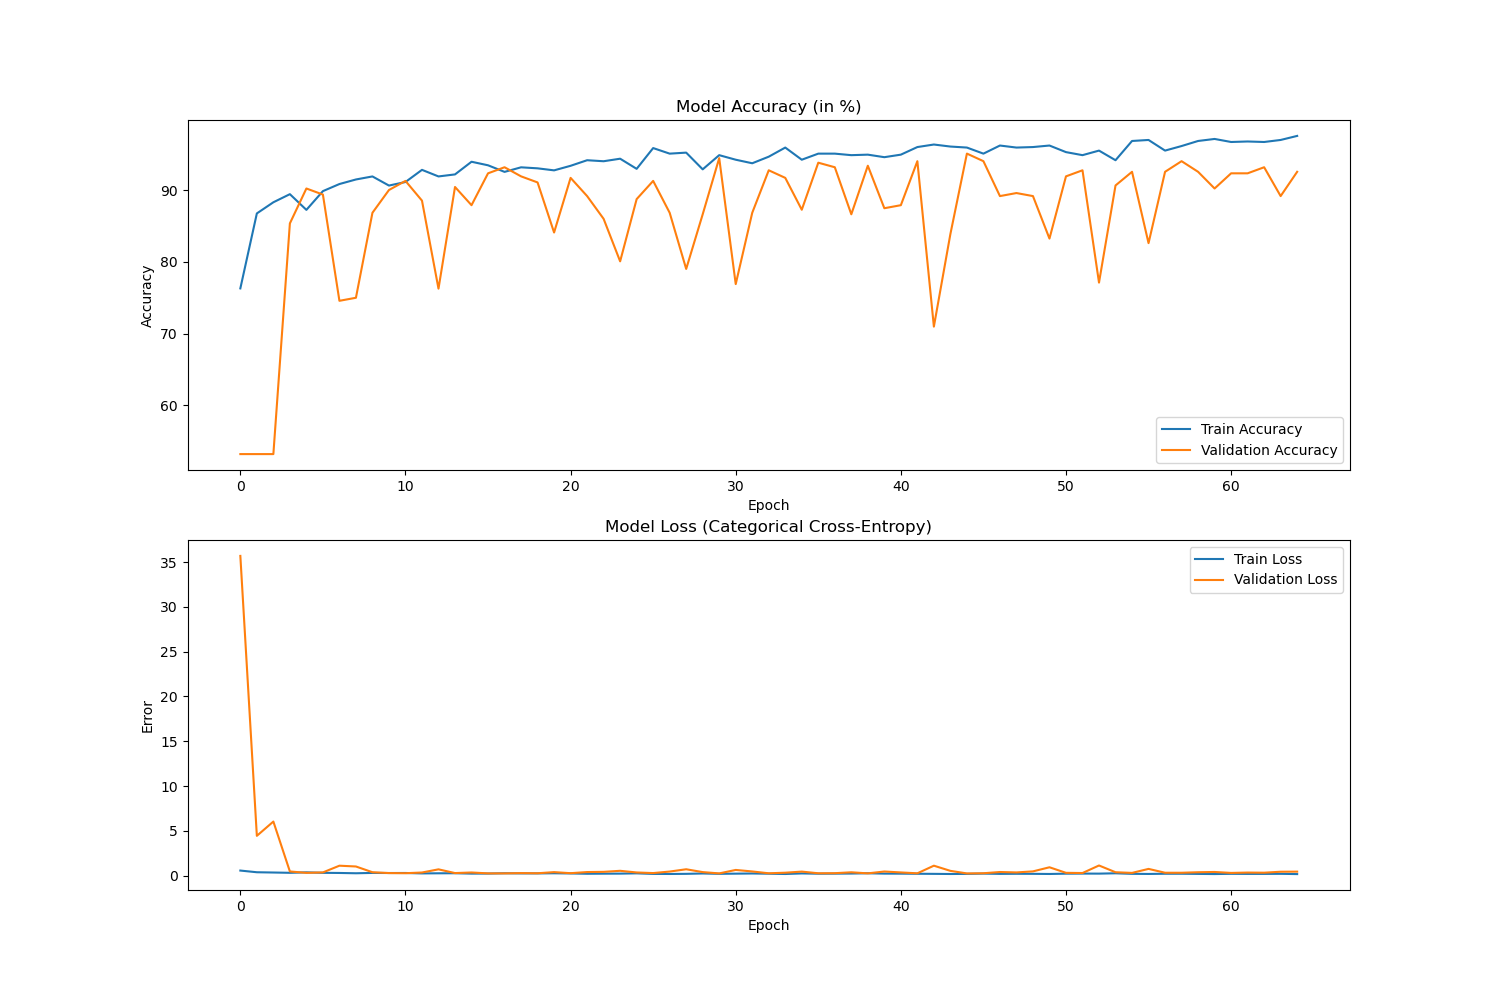 Model Accuracy (in %)
Accuracy
90
80
70
60
Train Accuracy
Validation Accuracy
0 10 20 30 40 50 60
Epoch
Model Loss (Categorical Cross-Entropy)
Error
35
30
25
20
15
10
5
0
Train Loss
Validation Loss
0 10 20 30 40 50 60
Epoch